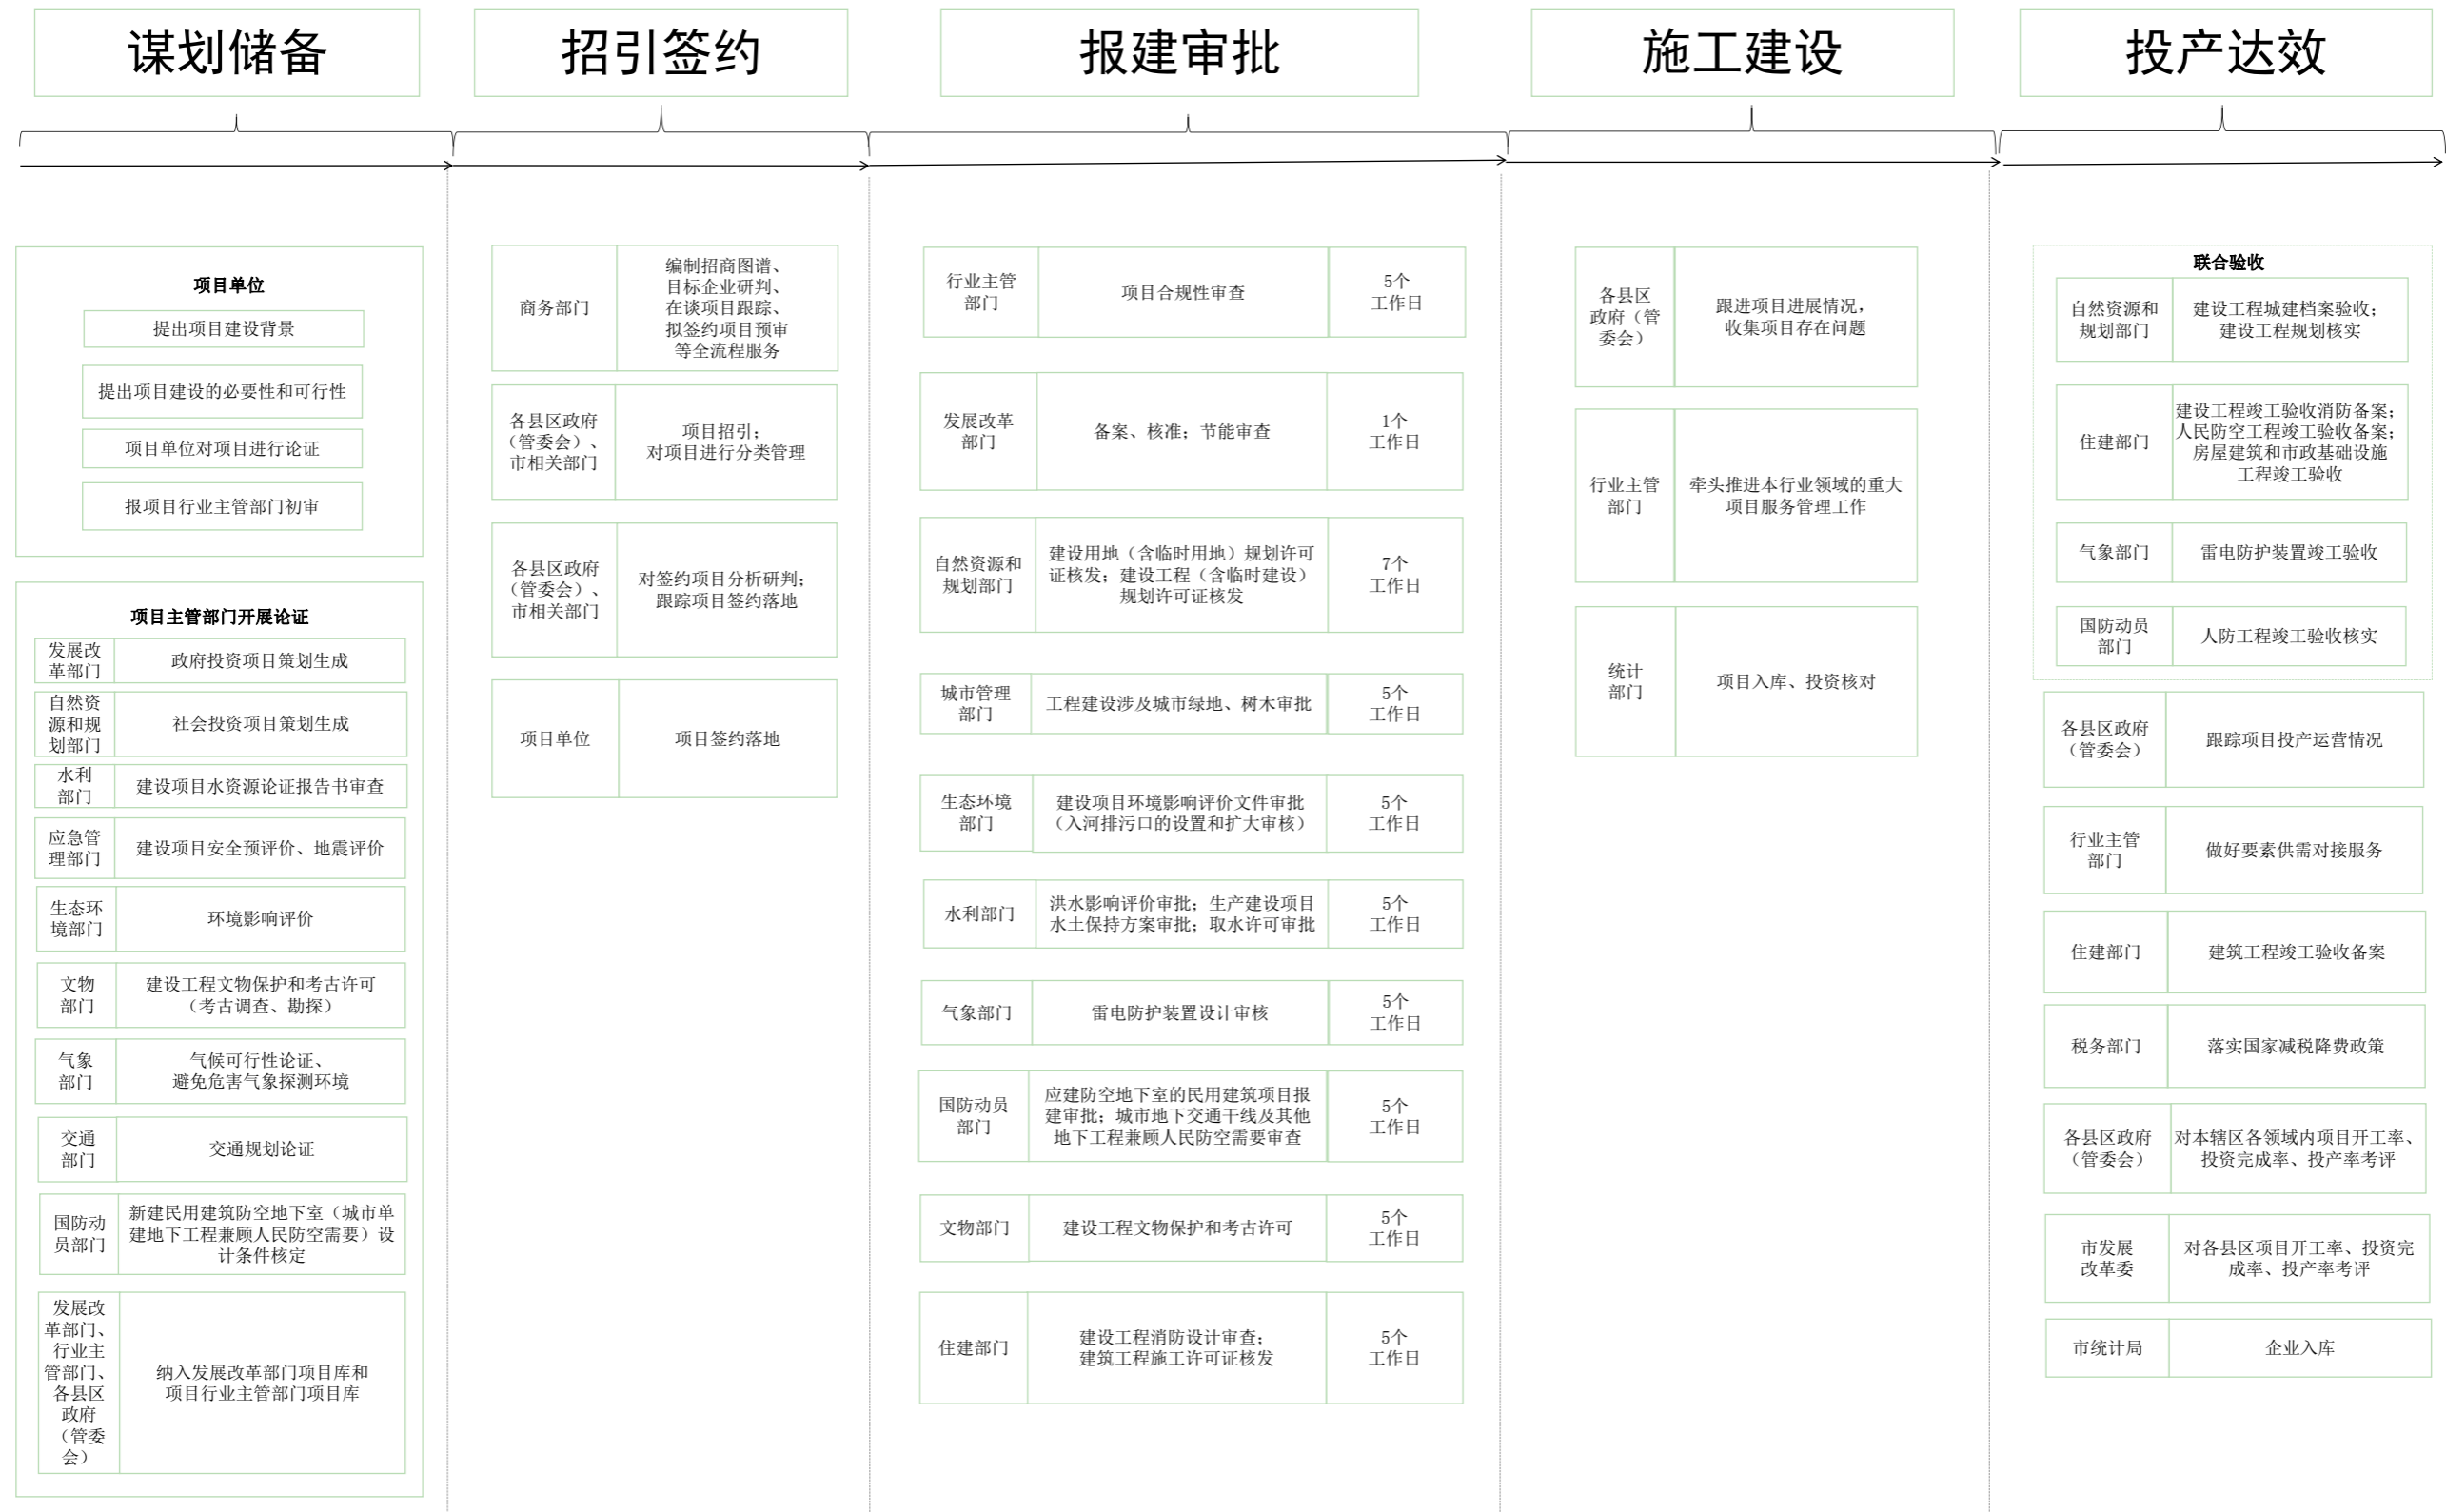 谋划储备
招引签约
报建审批
施工建设
投产达效
项目单位
提出项目建设背景
提出项目建设的必要性和可行性
项目单位对项目进行论证
报项目行业主管部门初审
项目主管部门开展论证
发展改
革部门
政府投资项目策划生成
自然资
源和规
划部门
社会投资项目策划生成
水利
部门
建设项目水资源论证报告书审查
应急管
理部门
建设项目安全预评价、地震评价
生态环
境部门
环境影响评价
文物
部门
建设工程文物保护和考古许可
（考古调查、勘探）
气象
部门
气候可行性论证、
避免危害气象探测环境
交通
部门
交通规划论证
国防动
员部门
新建民用建筑防空地下室（城市单
建地下工程兼顾人民防空需要）设
计条件核定
发展改
革部门、
行业主
管部门、
各县区
政府
（管委
会）
纳入发展改革部门项目库和
项目行业主管部门项目库
商务部门
编制招商图谱、
目标企业研判、
在谈项目跟踪、
拟签约项目预审
等全流程服务
各县区政府
（管委会）、
市相关部门
项目招引；
对项目进行分类管理
各县区政府
（管委会）、
市相关部门
对签约项目分析研判；
跟踪项目签约落地
项目单位
项目签约落地
行业主管
部门
项目合规性审查
5个
工作日
发展改革
部门
备案、核准；节能审查
1个
工作日
自然资源和
规划部门
建设用地（含临时用地）规划许可
证核发；建设工程（含临时建设）
规划许可证核发
7个
工作日
城市管理
部门
工程建设涉及城市绿地、树木审批
5个
工作日
生态环境
部门
建设项目环境影响评价文件审批
（入河排污口的设置和扩大审核）
5个
工作日
水利部门
洪水影响评价审批；生产建设项目
水土保持方案审批；取水许可审批
5个
工作日
气象部门
雷电防护装置设计审核
5个
工作日
国防动员
部门
应建防空地下室的民用建筑项目报
建审批；城市地下交通干线及其他
地下工程兼顾人民防空需要审查
5个
工作日
文物部门
建设工程文物保护和考古许可
5个
工作日
住建部门
建设工程消防设计审查；
建筑工程施工许可证核发
5个
工作日
各县区
政府（管
委会）
跟进项目进展情况，
收集项目存在问题
行业主管
部门
牵头推进本行业领域的重大
项目服务管理工作
统计
部门
项目入库、投资核对
联合验收
自然资源和
规划部门
建设工程城建档案验收；
建设工程规划核实
住建部门
建设工程竣工验收消防备案；
人民防空工程竣工验收备案；
房屋建筑和市政基础设施
工程竣工验收
气象部门
雷电防护装置竣工验收
国防动员
部门
人防工程竣工验收核实
各县区政府
（管委会）
跟踪项目投产运营情况
行业主管
部门
做好要素供需对接服务
住建部门
建筑工程竣工验收备案
税务部门
落实国家减税降费政策
各县区政府
（管委会）
对本辖区各领域内项目开工率、
投资完成率、投产率考评
市发展
改革委
对各县区项目开工率、投资完
成率、投产率考评
市统计局
企业入库